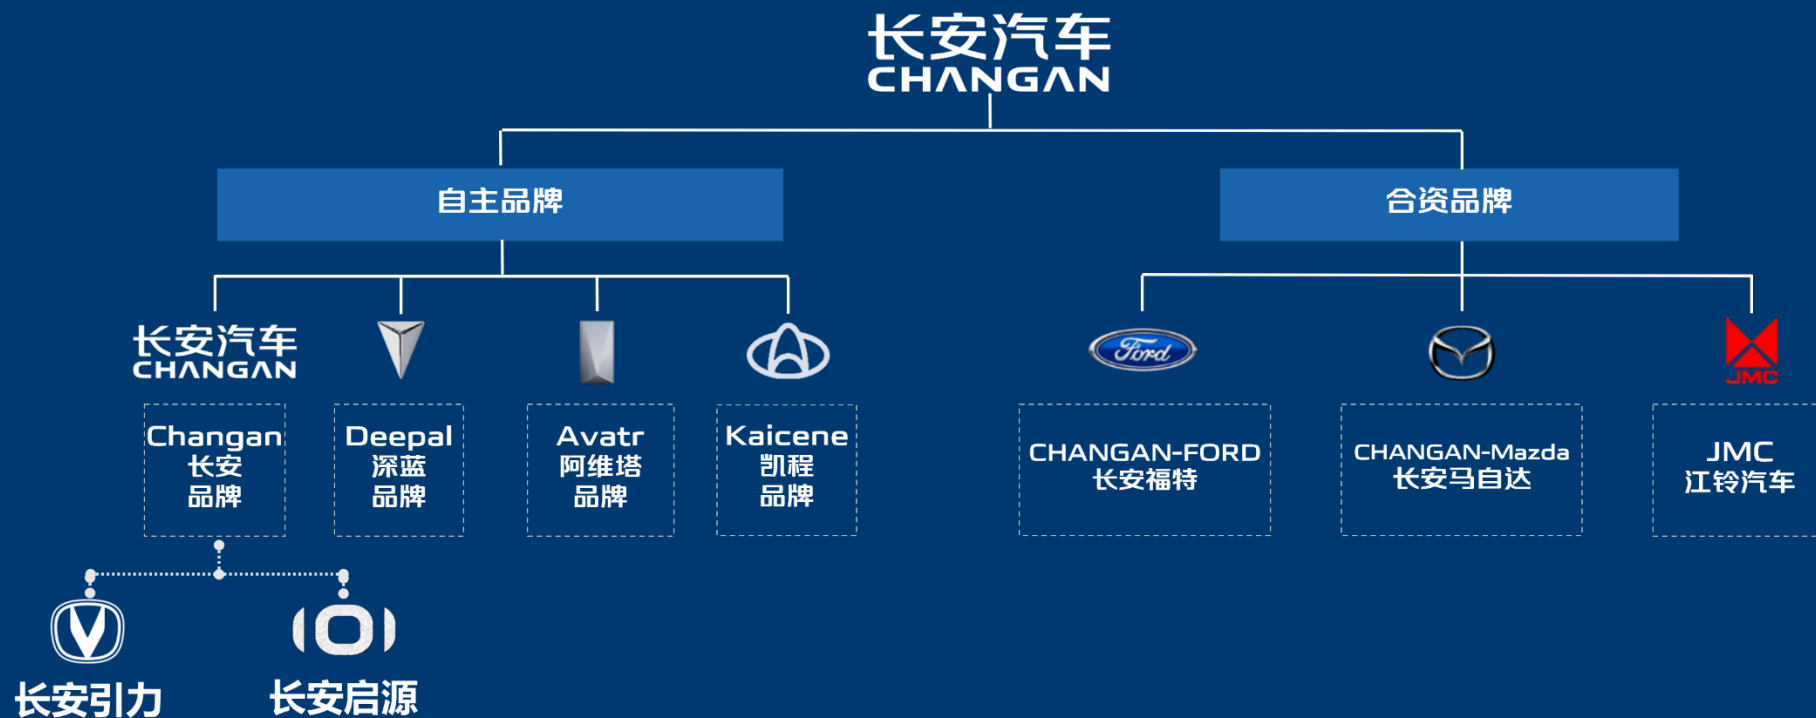 长安汽车
CHANGAN
自主品牌
合资品牌
长安汽车
CHANGAN
Ford
JMC
Changan
长安
品牌
Deepal
深蓝
品牌
Avatr
阿维塔
品牌
Kaicene
凯程
品牌
CHANGAN-FORD
长安福特
CHANGAN-Mazda
长安马自达
JMC
江铃汽车
长安引力
长安启源